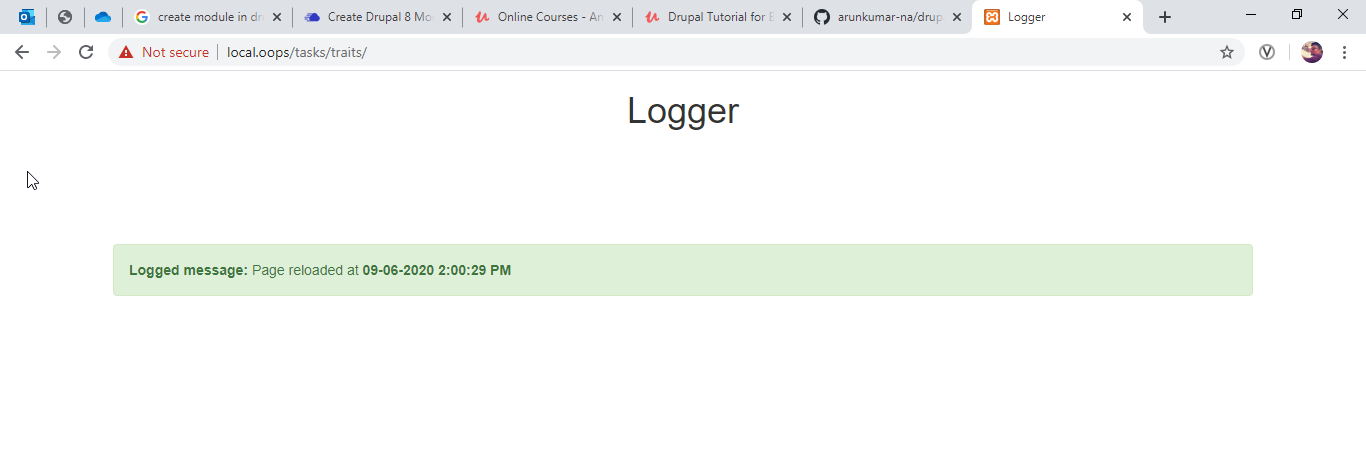 create module in dr
Create Drupal 8 Mo
Online Courses - An
Drupal Tutorial for B
arunkumar-na/drup
Logger
Not secure
local.oops/tasks/traits/
Logger
Logged message: Page reloaded at 09-06-2020 2:00:29 PM